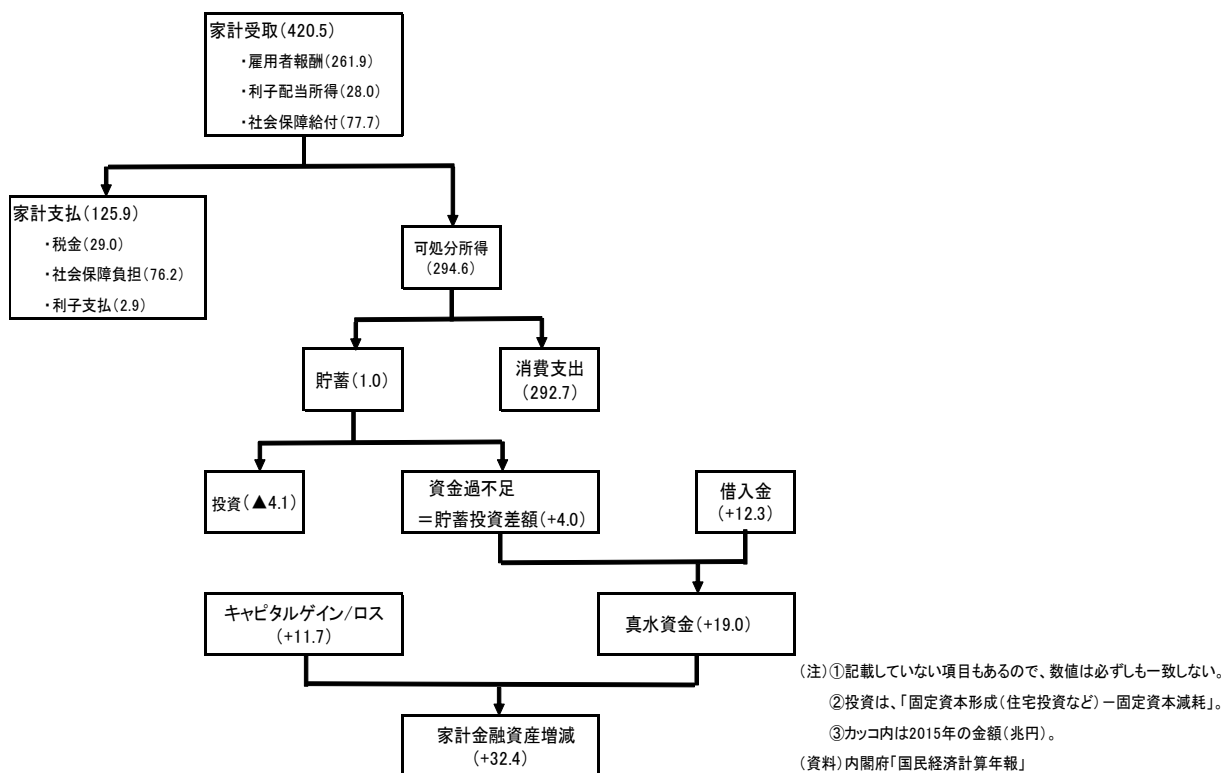 家計受取(420.5)
・雇用者報酬(261.9)
・利子配当所得(28.0)
・社会保障給付(77.7)
家計支払(125.9)
・税金(29.0)
・社会保障負担(76.2)
・利子支払(2.9)
可処分所得
(294.6)
貯蓄(1.0)
消費支出
(292.7)
投資(▲4.1)
資金過不足
＝貯蓄投資差額(+4.0)
借入金
(+12.3)
キャピタルゲイン/ロス
(+11.7)
真水資金(+19.0)
家計金融資産増減
(+32.4)
(注)①記載していない項目もあるので、数値は必ずしも一致しない。
②投資は、「固定資本形成(住宅投資など)－固定資本減耗」。
③カッコ内は2015年の金額(兆円)。
(資料)内閣府「国民経済計算年報」